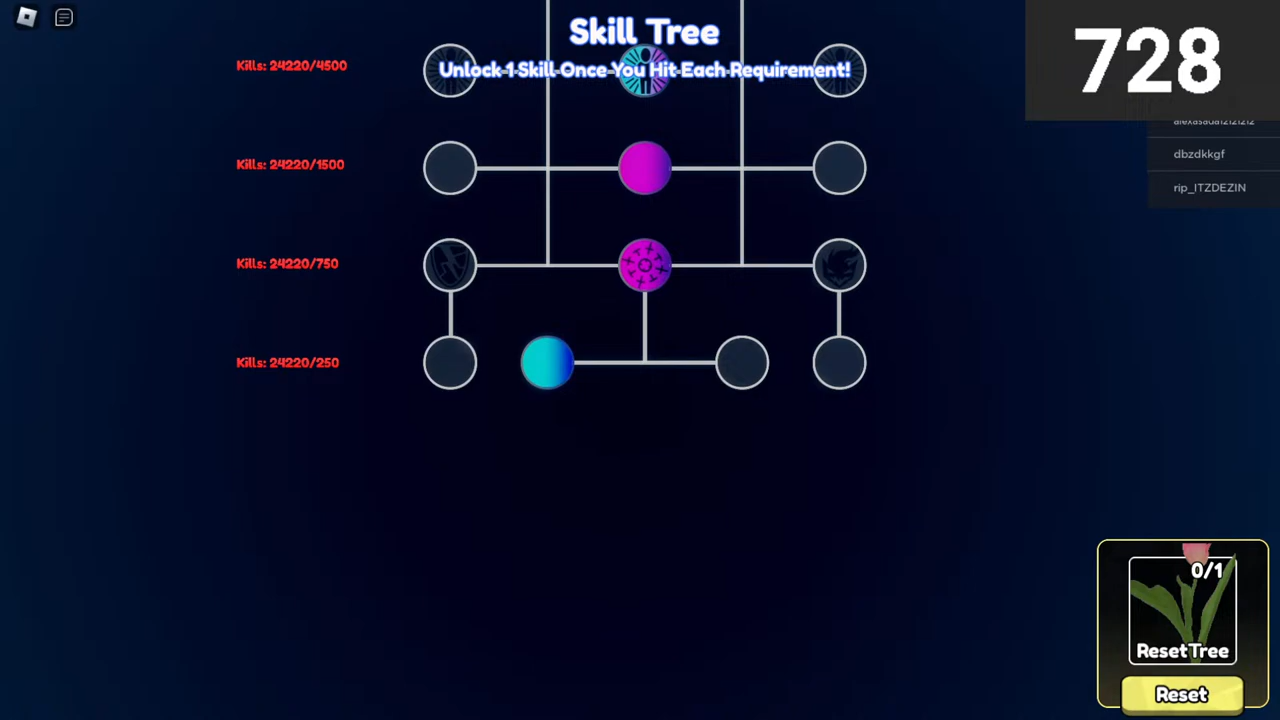 Skill Tree
Unlock 1 Skill Once You Hit Each Requirement!
728
Kills: 24220/4500
alexasada12121212
dbzdkkgf
Kills: 24220/1500
rip_ITZDEZIN
Kills: 24220/750
Kills: 24220/250
0/1
Reset Tree
Reset